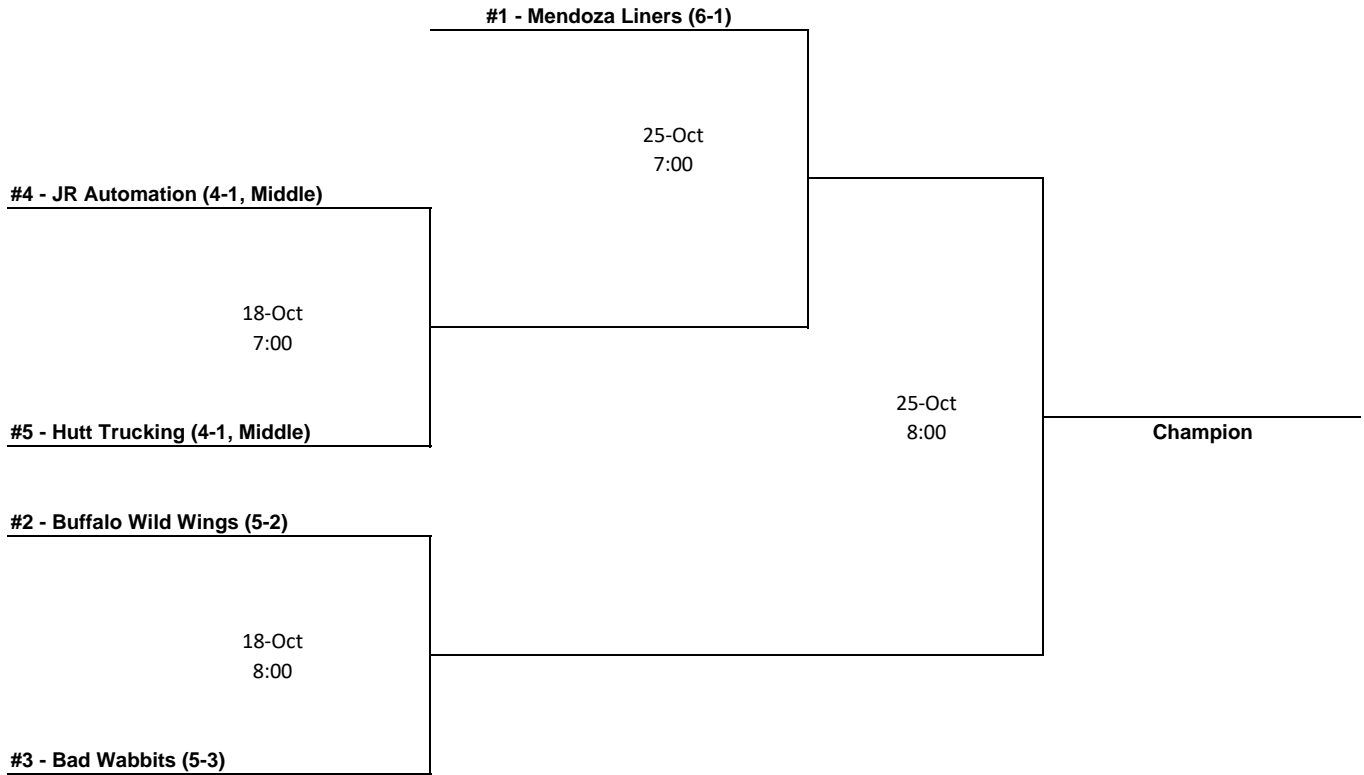 #1 - Mendoza Liners (6-1)
25-Oct
7:00
#4 - JR Automation (4-1, Middle)
18-Oct
7:00
25-Oct
8:00
#5 - Hutt Trucking (4-1, Middle)
Champion
#2 - Buffalo Wild Wings (5-2)
18-Oct
8:00
#3 - Bad Wabbits (5-3)